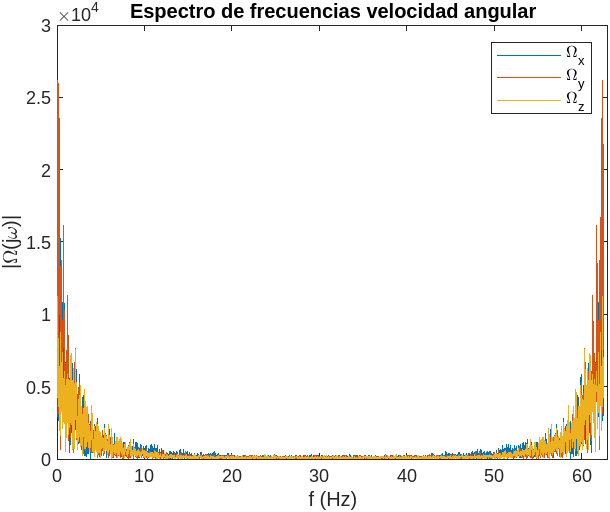 Espectro de frecuencias velocidad angular
×10⁴
3
2.5
2
1.5
1
0.5
0
|Ω(jω)|
Ωx
Ωy
Ωz
0 10 20 30 40 50 60
f (Hz)